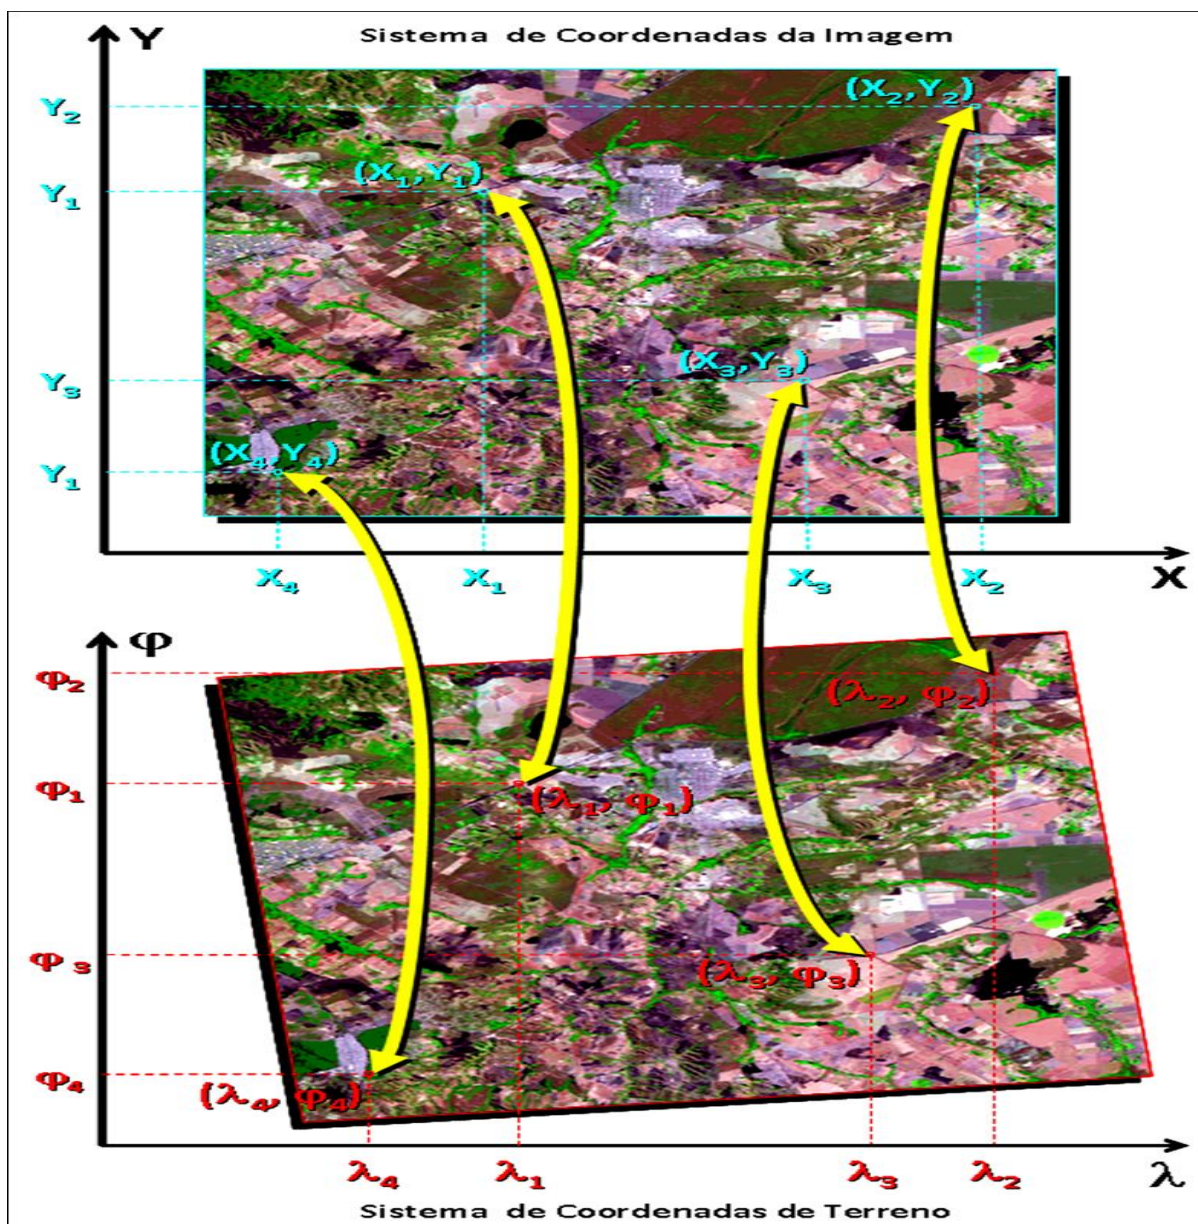 Y
Sistema de Coordenadas da Imagem
Y₂
(X₂,Y₂)
Y₁
(X₁,Y₁)
Y₃
(X₃,Y₃)
(X₄,Y₄)
Y₁
X₄
X₁
X₃
X₂
X
φ
φ₂
(λ₂, φ₂)
φ₁
(λ₁, φ₁)
φ₃
(λ₃, φ₃)
φ₄
(λ₄, φ₄)
λ₄
λ₁
λ₃
λ₂
λ
Sistema de Coordenadas de Terreno